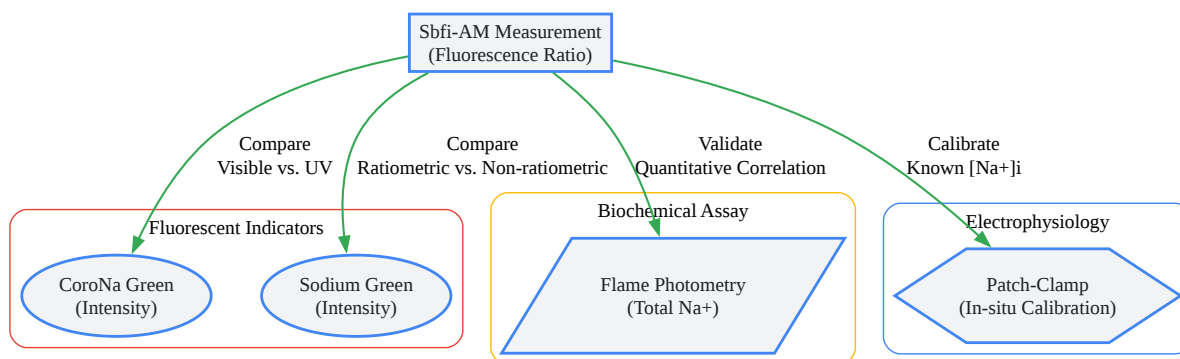 Sbfi-AM Measurement
(Fluorescence Ratio)
Compare
Visible vs. UV
Compare
Ratiometric vs. Non-ratiometric
Validate
Quantitative Correlation
Calibrate
Known [Na+]i
Fluorescent Indicators
Biochemical Assay
Electrophysiology
CoroNa Green
(Intensity)
Sodium Green
(Intensity)
Flame Photometry
(Total Na+)
Patch-Clamp
(In-situ Calibration)